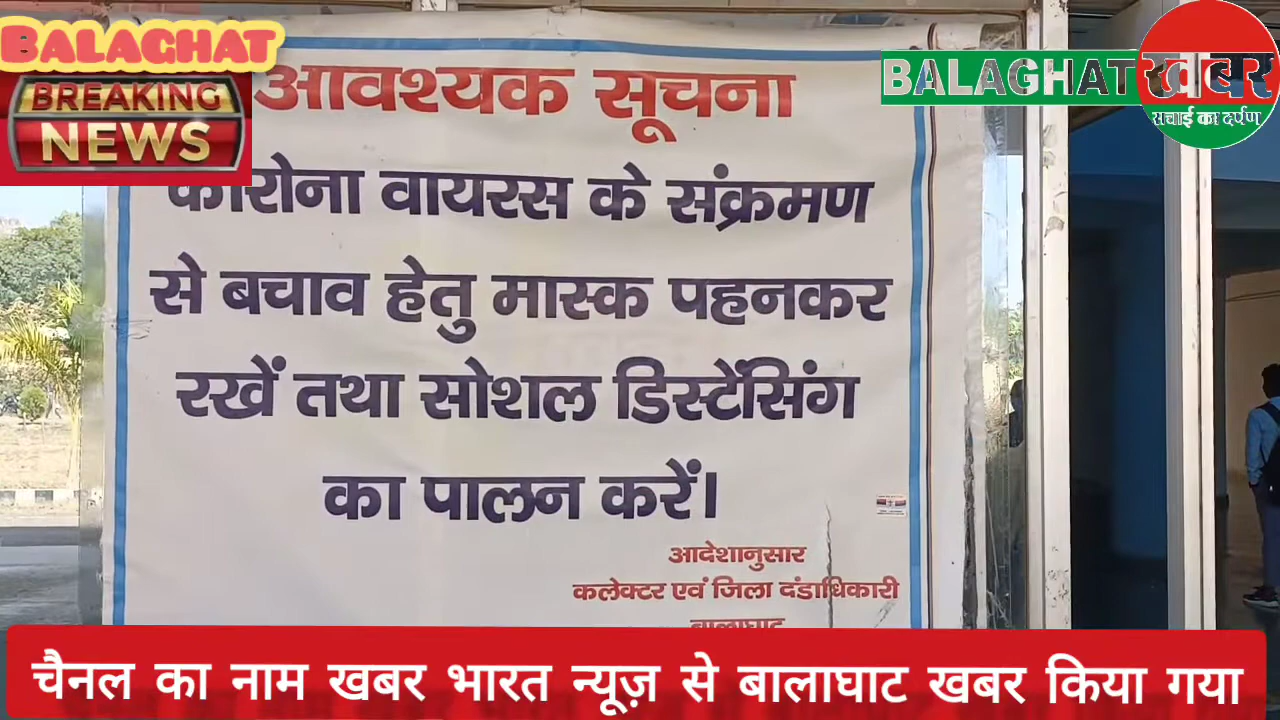 BALAGHAT
BREAKING
NEWS
BALAGHAT खबर
सचाई का दर्पण
आवश्यक सूचना
कोरोना वायरस के संक्रमण
से बचाव हेतु मास्क पहनकर
रखें तथा सोशल डिस्टेंसिंग
का पालन करें।
आदेशानुसार
कलेक्टर एवं जिला दंडाधिकारी
बालाघाट
चैनल का नाम खबर भारत न्यूज़ से बालाघाट खबर किया गया